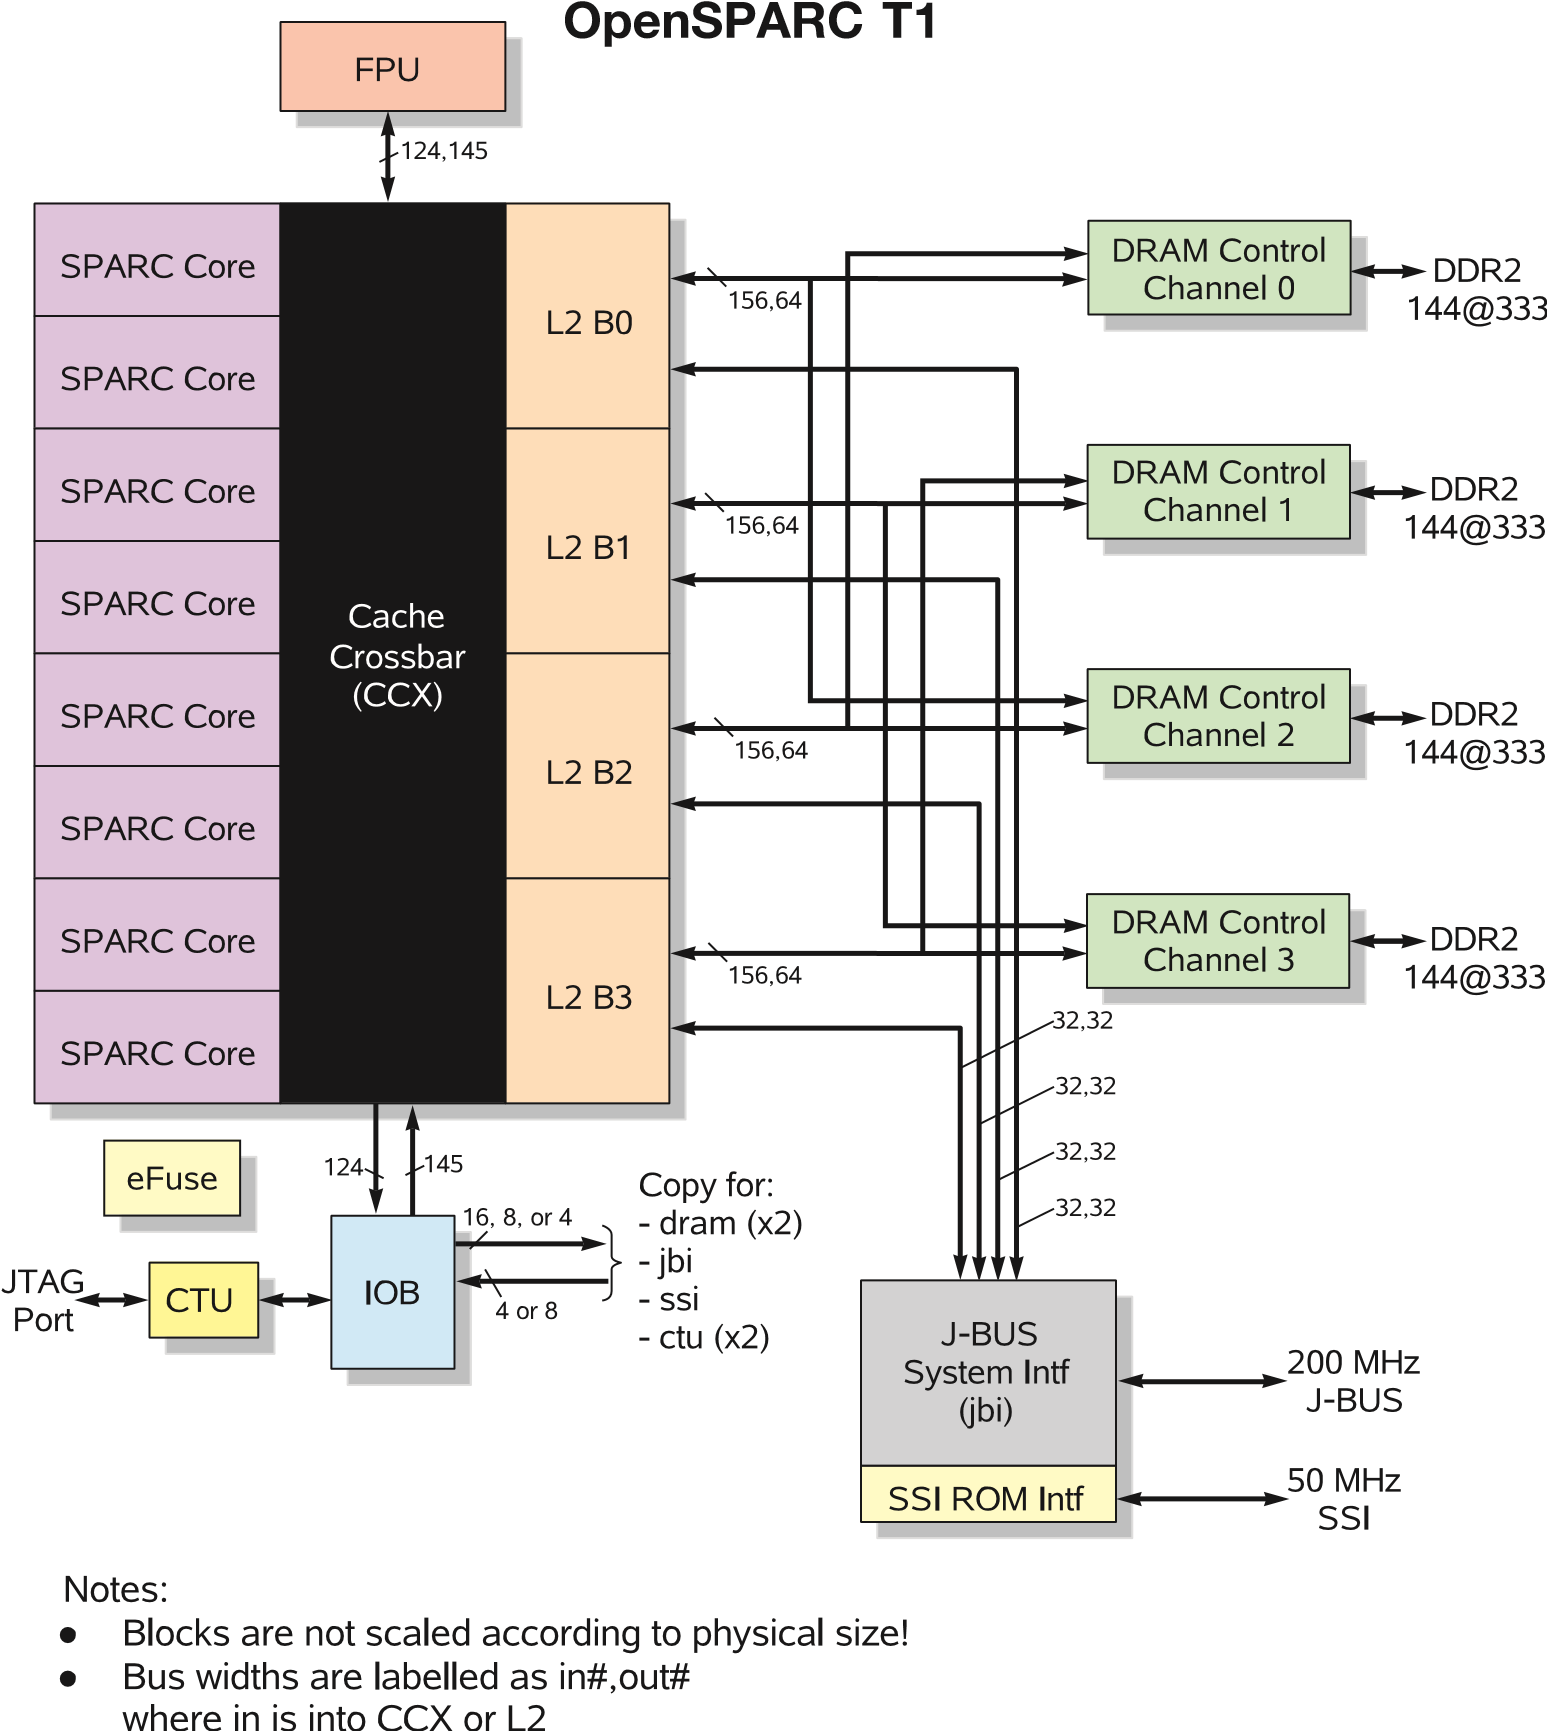 OpenSPARC T1
FPU
124,145
SPARC Core
SPARC Core
SPARC Core
SPARC Core
SPARC Core
SPARC Core
SPARC Core
SPARC Core
Cache
Crossbar
(CCX)
L2 B0
L2 B1
L2 B2
L2 B3
156,64
156,64
156,64
156,64
DRAM Control
Channel 0
DDR2
144@333
DRAM Control
Channel 1
DDR2
144@333
DRAM Control
Channel 2
DDR2
144@333
DRAM Control
Channel 3
DDR2
144@333
32,32
32,32
32,32
32,32
eFuse
124
145
JTAG
Port
CTU
IOB
16, 8, or 4
4 or 8
Copy for:
- dram (x2)
- jbi
- ssi
- ctu (x2)
J-BUS
System Intf
(jbi)
SSI ROM Intf
200 MHz
J-BUS
50 MHz
SSI
Notes:
● Blocks are not scaled according to physical size!
● Bus widths are labelled as in#,out#
where in is into CCX or L2